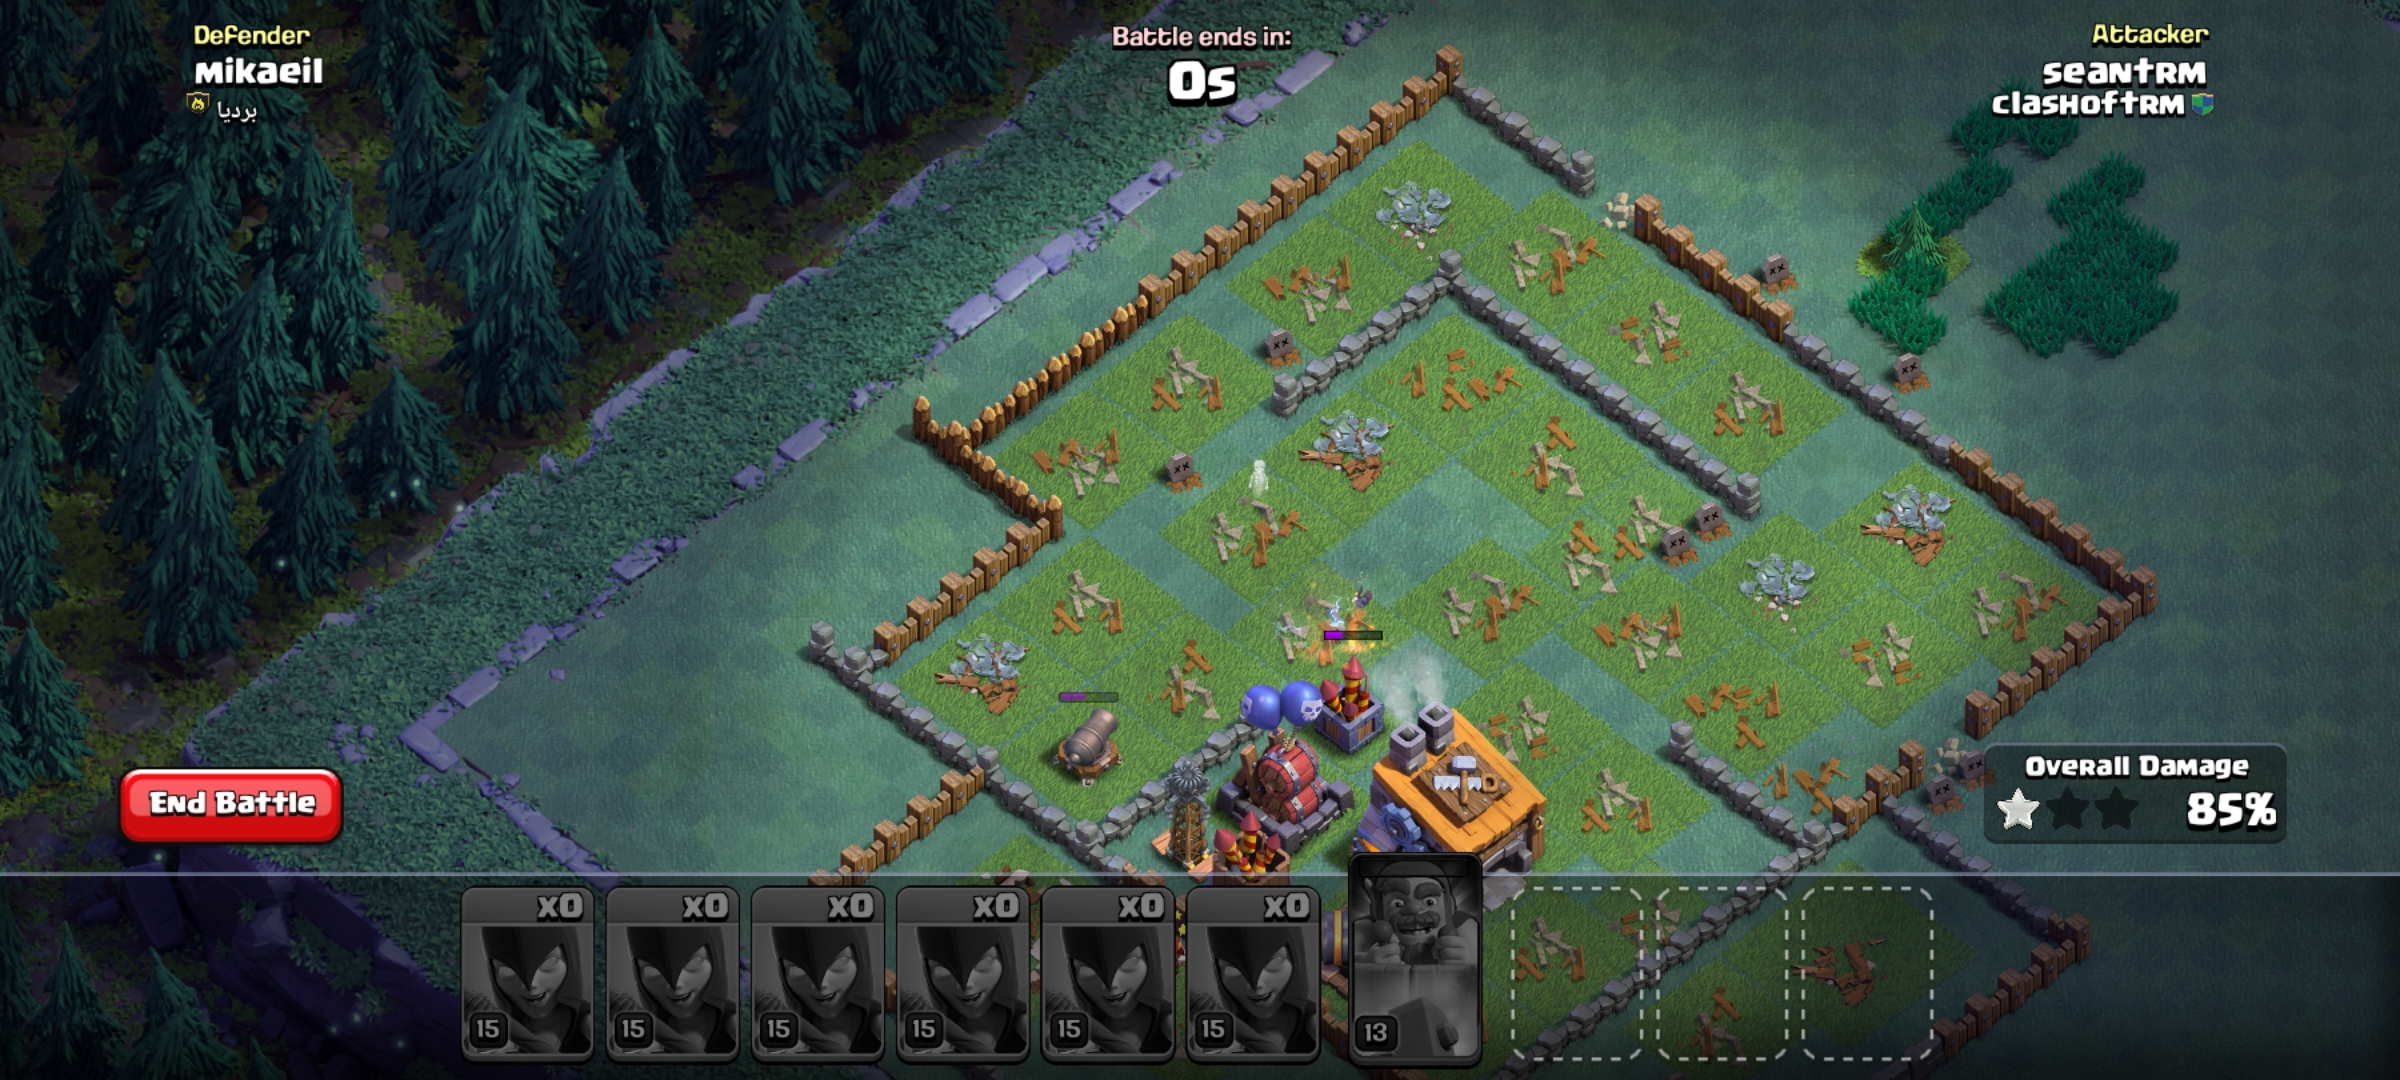 Defender
Mikaeil
برديا
Battle ends in:
0s
Attacker
seantRM
clashoftRM
End Battle
Overall Damage
85%
x0
x0
x0
x0
x0
x0
15
15
15
15
15
15
13